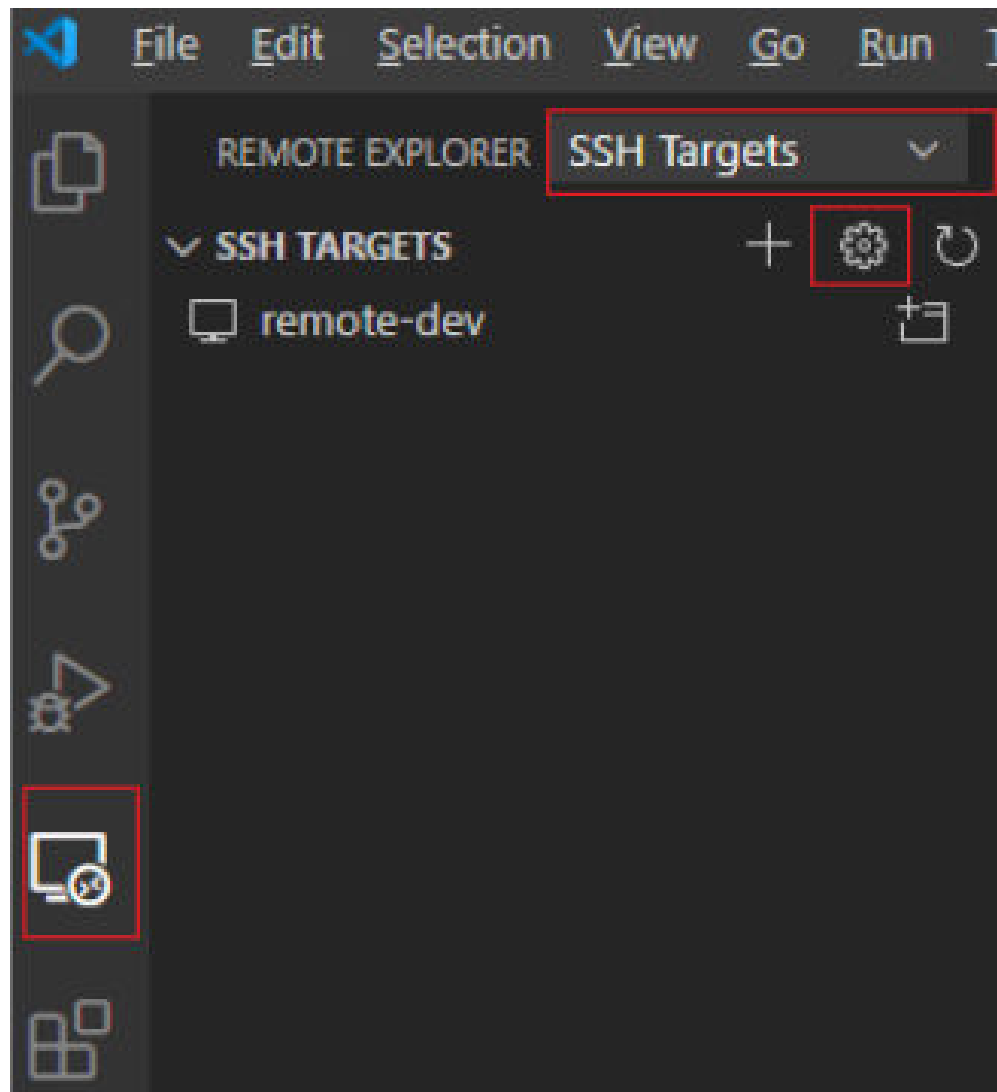 File Edit Selection View Go Run
REMOTE EXPLORER SSH Targets
SSH TARGETS
remote-dev